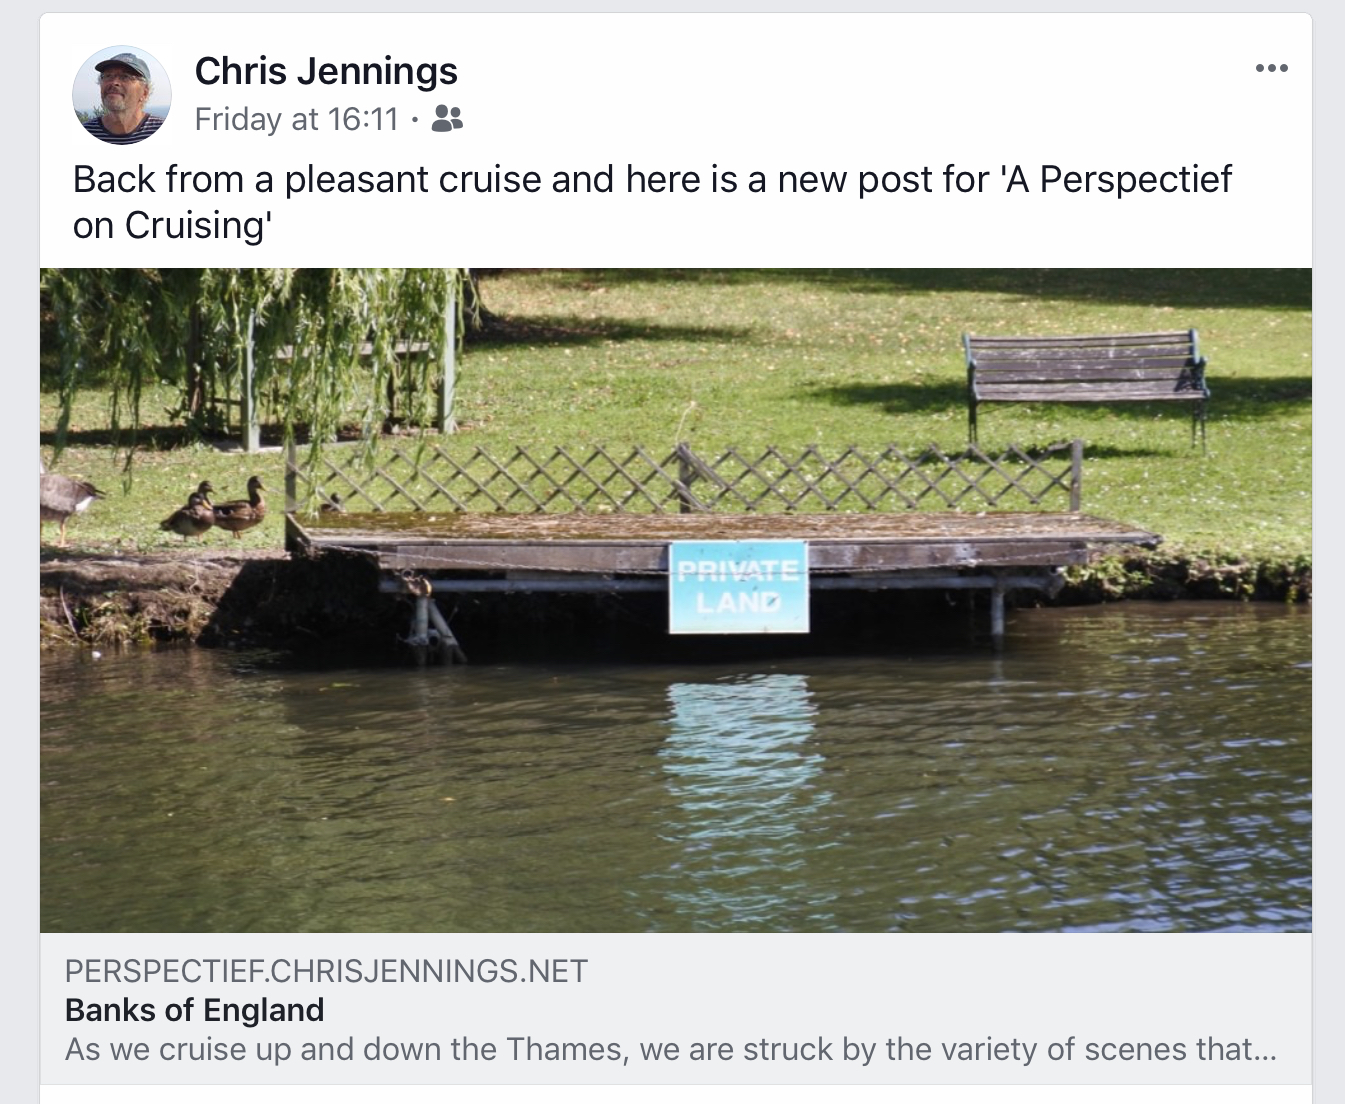 Chris Jennings
Friday at 16:11 ·
Back from a pleasant cruise and here is a new post for 'A Perspectief
on Cruising'
PRIVATE
LAND
PERSPECTIEF.CHRISJENNINGS.NET
Banks of England
As we cruise up and down the Thames, we are struck by the variety of scenes that...